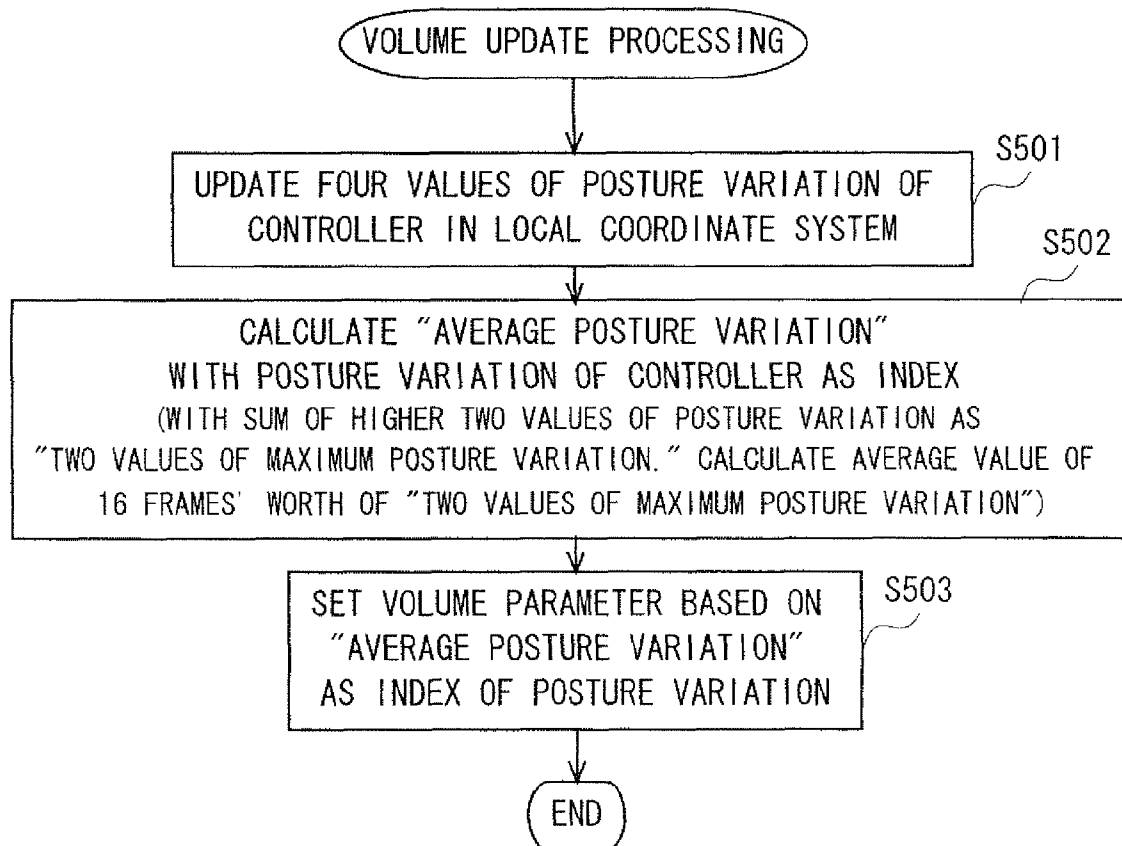 VOLUME UPDATE PROCESSING
S501
UPDATE FOUR VALUES OF POSTURE VARIATION OF
CONTROLLER IN LOCAL COORDINATE SYSTEM
S502
CALCULATE "AVERAGE POSTURE VARIATION"
WITH POSTURE VARIATION OF CONTROLLER AS INDEX
(WITH SUM OF HIGHER TWO VALUES OF POSTURE VARIATION AS
"TWO VALUES OF MAXIMUM POSTURE VARIATION." CALCULATE AVERAGE VALUE OF
16 FRAMES' WORTH OF "TWO VALUES OF MAXIMUM POSTURE VARIATION")
S503
SET VOLUME PARAMETER BASED ON
"AVERAGE POSTURE VARIATION"
AS INDEX OF POSTURE VARIATION
END